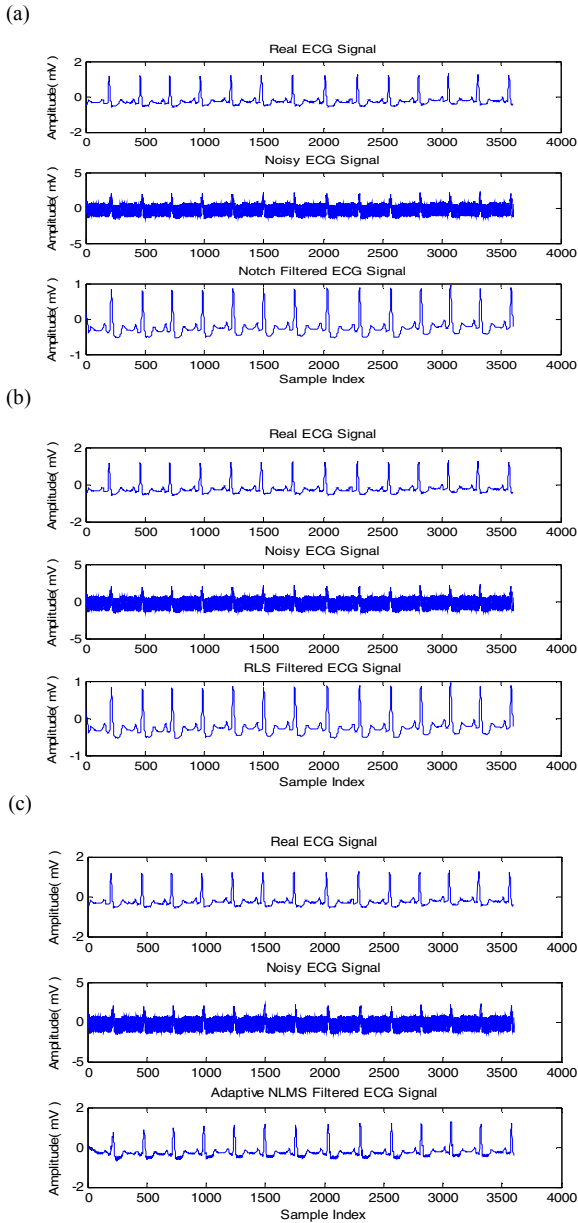 (a)
Real ECG Signal
Amplitude( mV )
2
0
-2
0 500 1000 1500 2000 2500 3000 3500 4000
Noisy ECG Signal
Amplitude( mV )
5
0
-5
0 500 1000 1500 2000 2500 3000 3500 4000
Notch Filtered ECG Signal
Amplitude( mV )
1
0
-1
0 500 1000 1500 2000 2500 3000 3500 4000
Sample Index
(b)
Real ECG Signal
Amplitude( mV )
2
0
-2
0 500 1000 1500 2000 2500 3000 3500 4000
Noisy ECG Signal
Amplitude( mV )
5
0
-5
0 500 1000 1500 2000 2500 3000 3500 4000
RLS Filtered ECG Signal
Amplitude( mV )
1
0
-1
0 500 1000 1500 2000 2500 3000 3500 4000
Sample Index
(c)
Real ECG Signal
Amplitude( mV )
2
0
-2
0 500 1000 1500 2000 2500 3000 3500 4000
Noisy ECG Signal
Amplitude( mV )
5
0
-5
0 500 1000 1500 2000 2500 3000 3500 4000
Adaptive NLMS Filtered ECG Signal
Amplitude( mV )
2
0
-2
0 500 1000 1500 2000 2500 3000 3500 4000
Sample Index